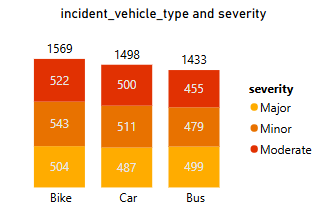 incident_vehicle_type and severity
1569
1498
1433
522
500
455
543
511
479
504
487
499
Bike
Car
Bus
severity
Major
Minor
Moderate